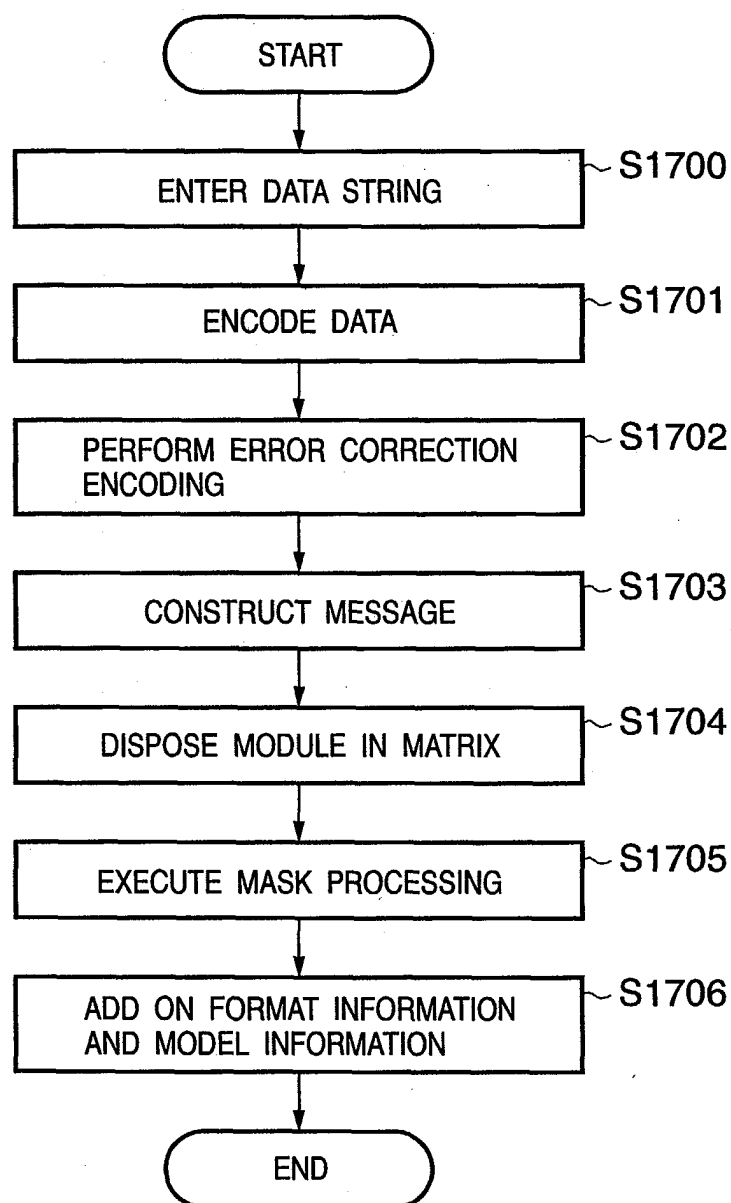 START
ENTER DATA STRING
S1700
ENCODE DATA
S1701
PERFORM ERROR CORRECTION
ENCODING
S1702
CONSTRUCT MESSAGE
S1703
DISPOSE MODULE IN MATRIX
S1704
EXECUTE MASK PROCESSING
S1705
ADD ON FORMAT INFORMATION
AND MODEL INFORMATION
S1706
END